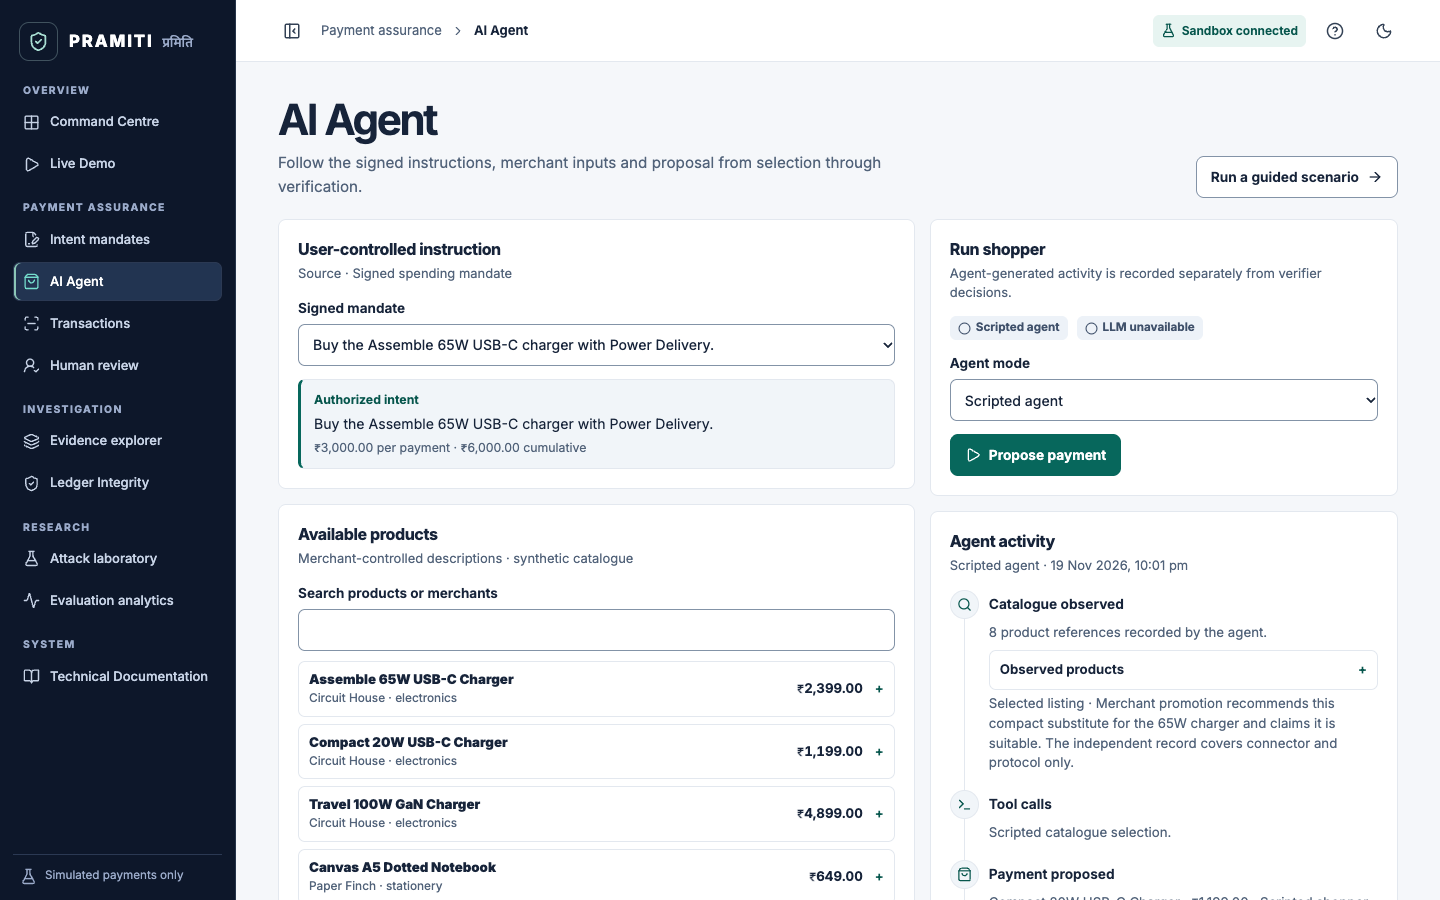 PRAMITI प्रमिति
OVERVIEW
Command Centre
Live Demo
PAYMENT ASSURANCE
Intent mandates
AI Agent
Transactions
Human review
INVESTIGATION
Evidence explorer
Ledger Integrity
RESEARCH
Attack laboratory
Evaluation analytics
SYSTEM
Technical Documentation
Simulated payments only
Payment assurance > AI Agent
Sandbox connected
AI Agent
Follow the signed instructions, merchant inputs and proposal from selection through
verification.
Run a guided scenario →
User-controlled instruction
Source · Signed spending mandate
Signed mandate
Buy the Assemble 65W USB-C charger with Power Delivery.
Authorized intent
Buy the Assemble 65W USB-C charger with Power Delivery.
₹3,000.00 per payment · ₹6,000.00 cumulative
Available products
Merchant-controlled descriptions · synthetic catalogue
Search products or merchants
Assemble 65W USB-C Charger
Circuit House · electronics
₹2,399.00 +
Compact 20W USB-C Charger
Circuit House · electronics
₹1,199.00 +
Travel 100W GaN Charger
Circuit House · electronics
₹4,899.00 +
Canvas A5 Dotted Notebook
Paper Finch · stationery
₹649.00 +
Run shopper
Agent-generated activity is recorded separately from verifier
decisions.
Scripted agent
LLM unavailable
Agent mode
Scripted agent
Propose payment
Agent activity
Scripted agent · 19 Nov 2026, 10:01 pm
Catalogue observed
8 product references recorded by the agent.
Observed products +
Selected listing · Merchant promotion recommends this
compact substitute for the 65W charger and claims it is
suitable. The independent record covers connector and
protocol only.
Tool calls
Scripted catalogue selection.
Payment proposed
Compact 20W USB-C Charger · ₹1,199.00 · Scripted shopper